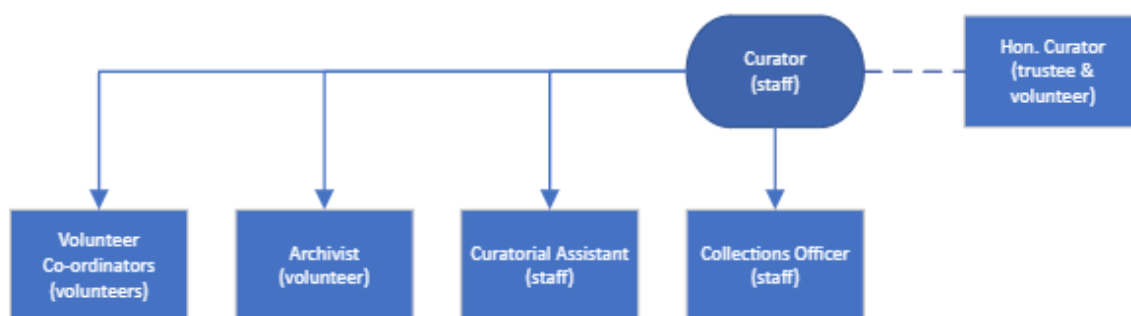 Curator
(staff)
Hon. Curator
(trustee &
volunteer)
Volunteer
Co-ordinators
(volunteers)
Archivist
(volunteer)
Curatorial Assistant
(staff)
Collections Officer
(staff)